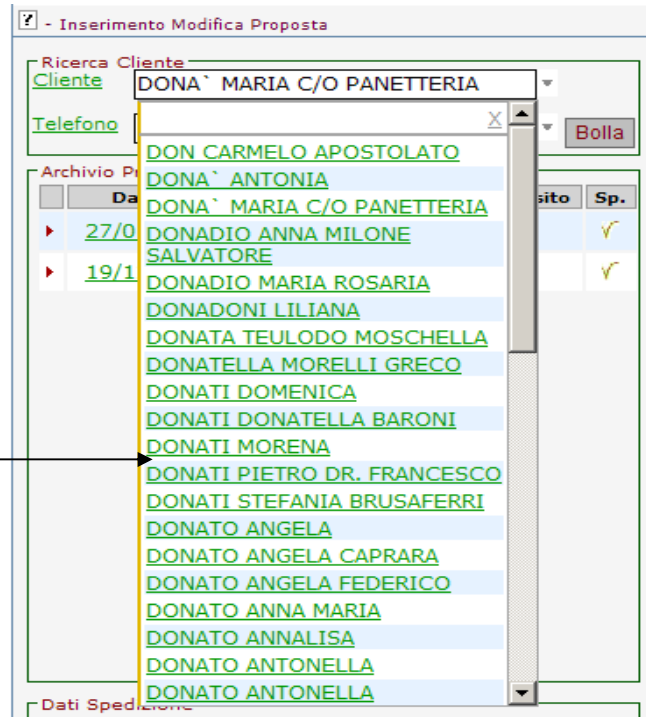 ? - Inserimento Modifica Proposta
Ricerca Cliente
Cliente DONA` MARIA C/O PANETTERIA
Telefono X Bolla
DON CARMELO APOSTOLATO
Archivio P
DONA` ANTONIA
Da DONA` MARIA C/O PANETTERIA sito Sp.
27/0 DONADIO ANNA MILONE
SALVATORE
19/1 DONADIO MARIA ROSARIA
DONADONI LILIANA
DONATA TEULODO MOSCHELLA
DONATELLA MORELLI GRECO
DONATI DOMENICA
DONATI DONATELLA BARONI
DONATI MORENA
DONATI PIETRO DR. FRANCESCO
DONATI STEFANIA BRUSAFERRI
DONATO ANGELA
DONATO ANGELA CAPRARA
DONATO ANGELA FEDERICO
DONATO ANNA MARIA
DONATO ANNALISA
DONATO ANTONELLA
DONATO ANTONELLA
Dati Spedizione